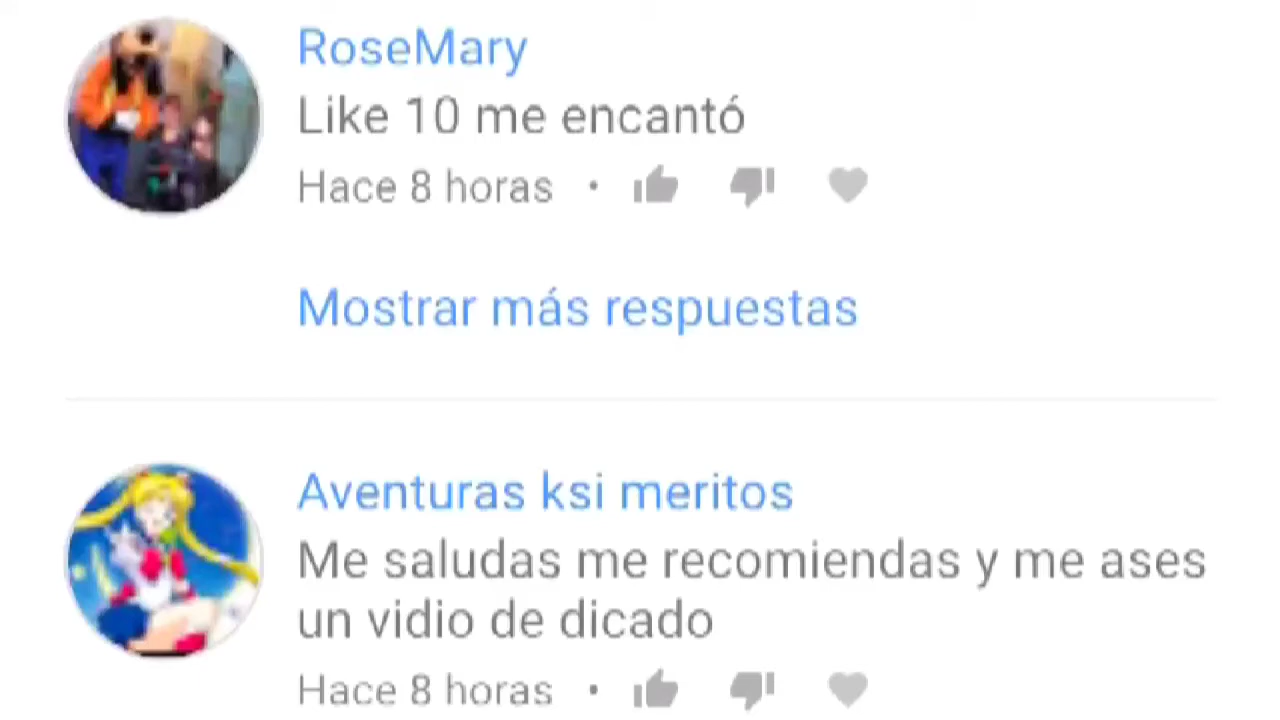 RoseMary
Like 10 me encantó
Hace 8 horas •
Mostrar más respuestas
Aventuras ksi meritos
Me saludas me recomiendas y me ases
un vidio de dicado
Hace 8 horas •